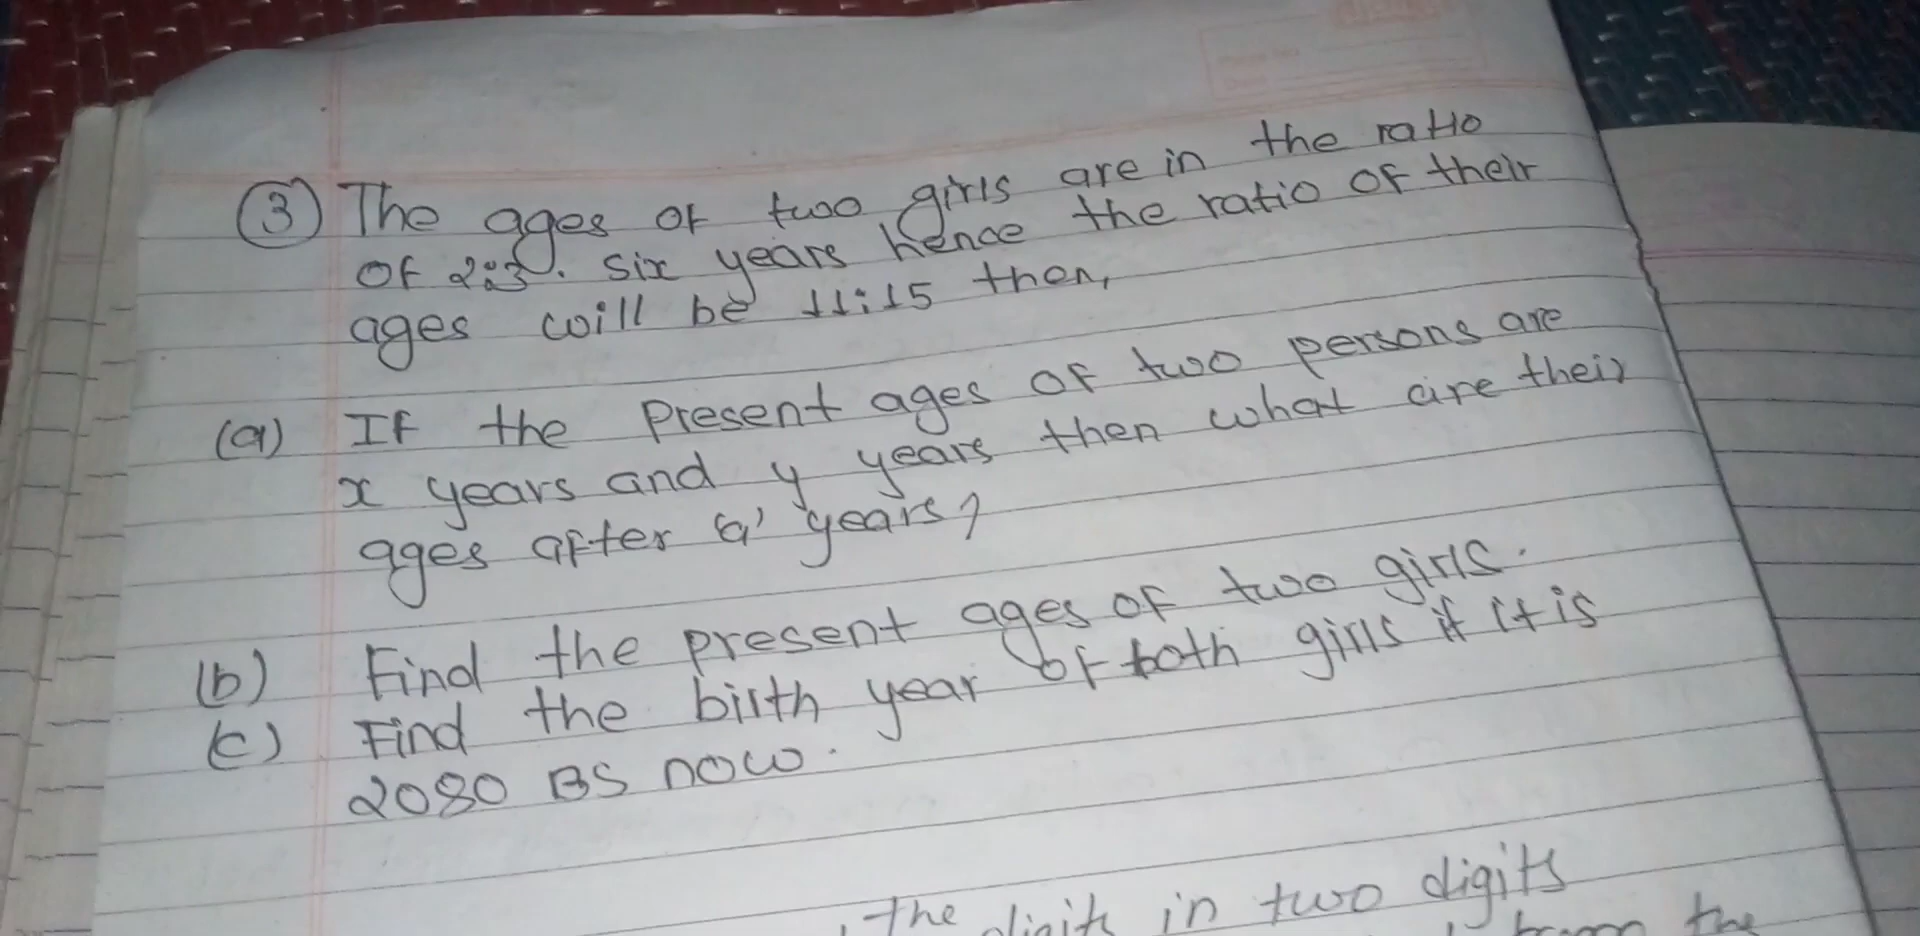 ③ The ages of two girls are in the ratio
of 2:3. six years hence the ratio of their
ages will be 11:15 then,
(a) If the present ages of two persons are
x years and y years then what are their
ages after 'a' years?
(b) Find the present ages of two girls.
(c) Find the birth year of both girls if it is
2080 BS now.
the digits in two digits
the